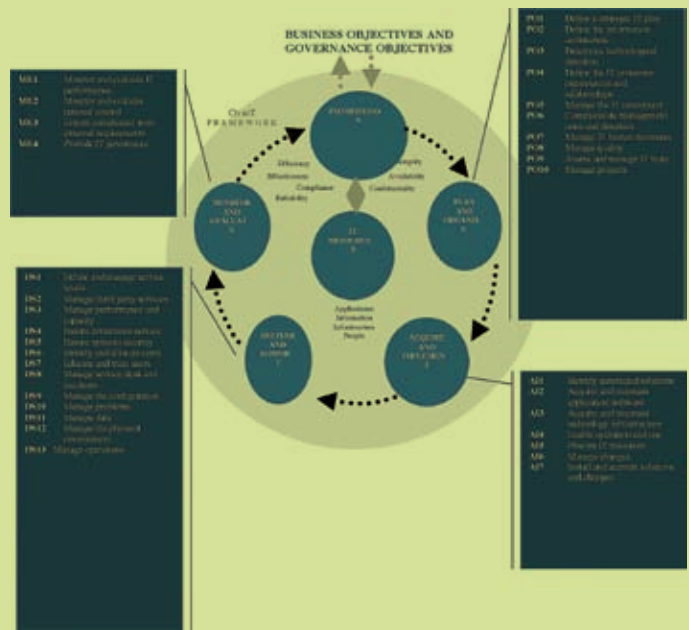 BUSINESS OBJECTIVES AND
GOVERNANCE OBJECTIVES
COBIT
FRAMEWORK
INFORMATION
Efficiency
Effectiveness
Compliance
Reliability
Integrity
Availability
Confidentiality
MONITOR
AND
EVALUATE
IT
RESOURCES
PLAN
AND
ORGANISE
Applications
Information
Infrastructure
People
DELIVER
AND
SUPPORT
ACQUIRE
AND
IMPLEMENT
ME1 Monitor and evaluate IT
performance
ME2 Monitor and evaluate
internal control
ME3 compliance with
external requirements
ME4 Provide IT governance
PO1 Define a strategic IT plan
PO2 Define the information
architecture
PO3 Determine technological
direction
PO4 Define the IT processes
organisation and
relationships
PO5 Manage the IT investment
PO6 Communicate management
aims and direction
PO7 Manage IT human resources
PO8 Manage quality
PO9 Assess and manage IT risks
PO10 Manage projects
DS1 Define and manage service
levels
DS2 Manage third party services
DS3 Manage performance and
capacity
DS4 Ensure continuous service
DS5 Ensure systems security
DS6 Identify and allocate costs
DS7 Educate and train users
DS8 Manage service desk and
incidents
DS9 Manage the configuration
DS10 Manage problems
DS11 Manage data
DS12 Manage the physical
environment
DS13 Manage operations
AI1 Identify automated solutions
AI2 Acquire and maintain
application software
AI3 Acquire and maintain
technology infrastructure
AI4 Enable operation and use
AI5 Procure IT resources
AI6 Manage changes
AI7 Install and accredit solutions
and changes